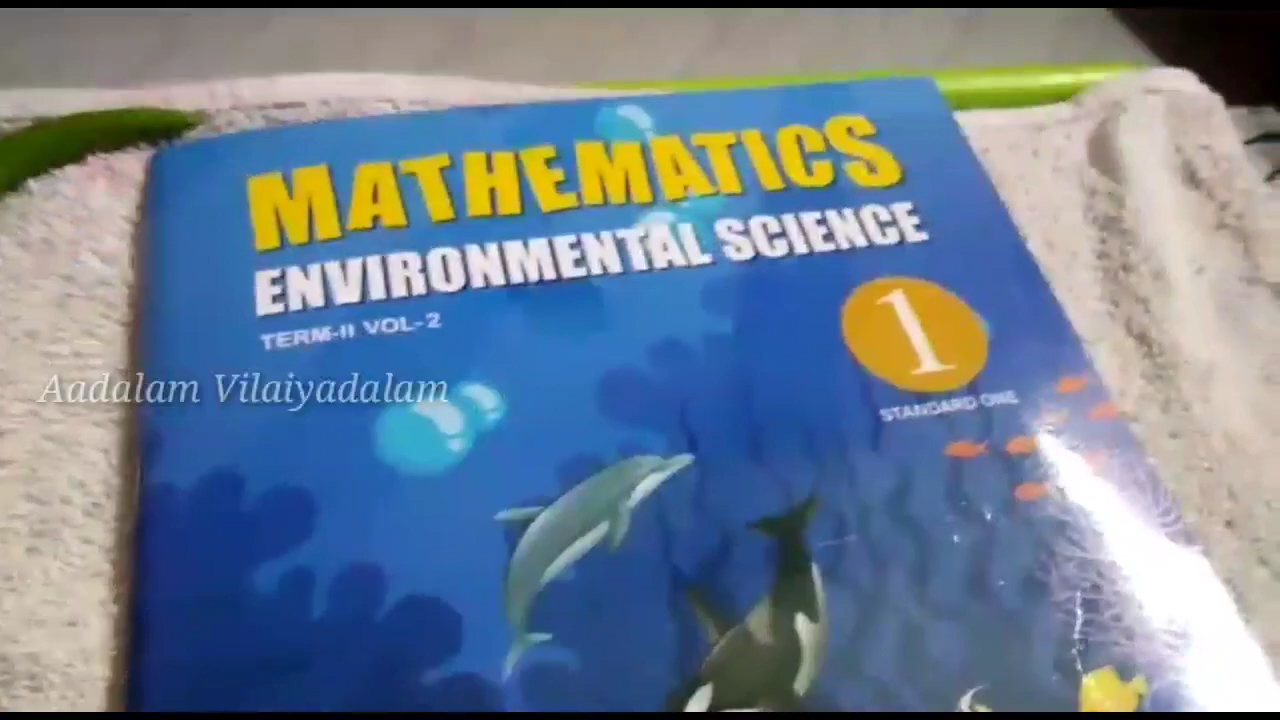 MATHEMATICS
ENVIRONMENTAL SCIENCE
TERM-II VOL-2
1
STANDARD ONE
Aadalam Vilaiyadalam